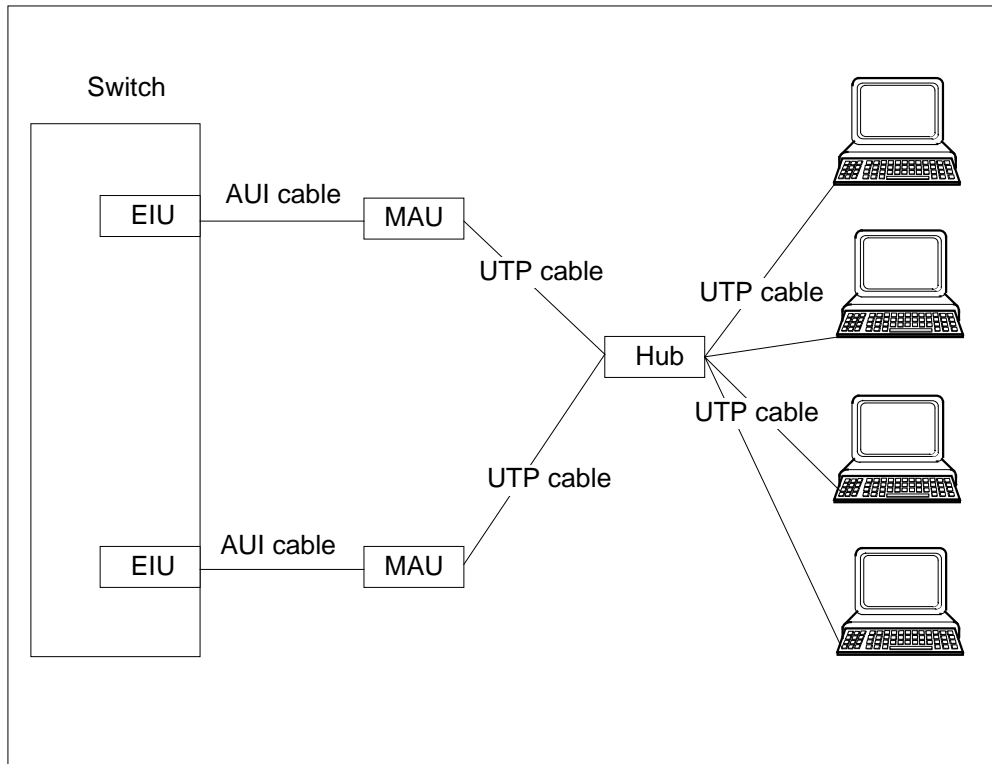 Switch
EIU
AUI cable
MAU
UTP cable
UTP cable
Hub
UTP cable
UTP cable
EIU
AUI cable
MAU